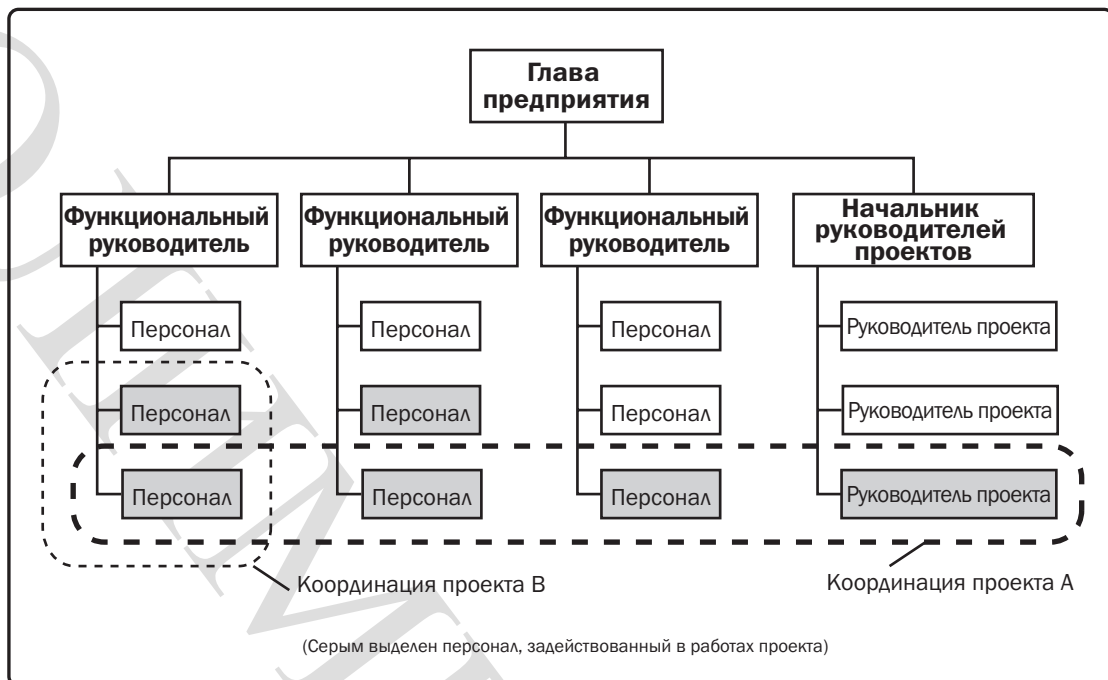 Глава
предприятия
Функциональный
руководитель
Функциональный
руководитель
Функциональный
руководитель
Начальник
руководителей
проектов
Персонал
Персонал
Персонал
Руководитель проекта
Персонал
Персонал
Персонал
Руководитель проекта
Персонал
Персонал
Персонал
Руководитель проекта
Координация проекта B
Координация проекта A
(Серым выделен персонал, задействованный в работах проекта)